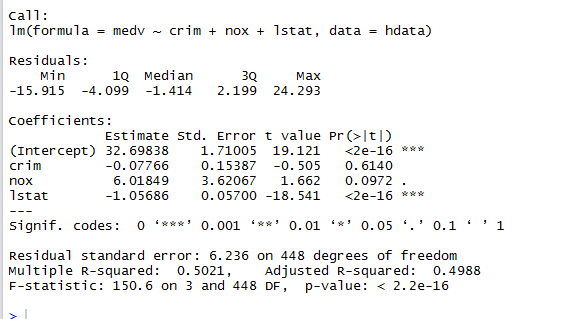 Call:
lm(formula = medv ~ crim + nox + lstat, data = hdata)
Residuals:
Min 1Q Median 3Q Max
-15.915 -4.099 -1.414 2.199 24.293
Coefficients:
Estimate Std. Error t value Pr(>|t|)
(Intercept) 32.69838 1.71005 19.121 <2e-16 ***
crim -0.07766 0.15387 -0.505 0.6140
nox 6.01849 3.62067 1.662 0.0972 .
lstat -1.05686 0.05700 -18.541 <2e-16 ***
---
Signif. codes: 0 ‘***’ 0.001 ‘**’ 0.01 ‘*’ 0.05 ‘.’ 0.1 ‘ ’ 1
Residual standard error: 6.236 on 448 degrees of freedom
Multiple R-squared: 0.5021, Adjusted R-squared: 0.4988
F-statistic: 150.6 on 3 and 448 DF, p-value: < 2.2e-16
>